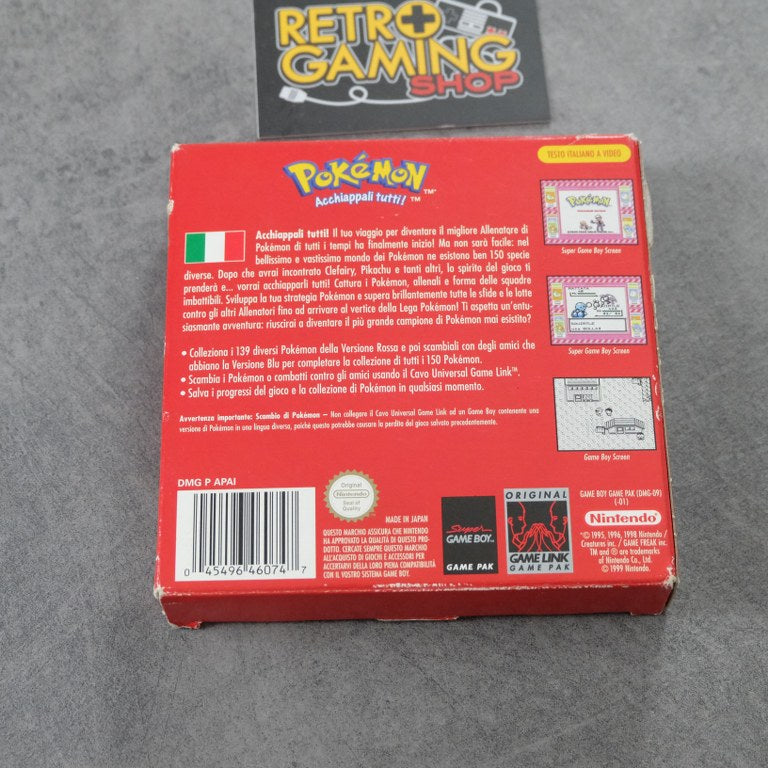 RETRO
GAMING
SHOP
POKéMON™
Acchiappali tutti!™
TESTO ITALIANO A VIDEO
Acchiappali tutti! Il tuo viaggio per diventare il migliore Allenatore di
Pokémon di tutti i tempi ha finalmente inizio! Ma non sarà facile: nel
bellissimo e vastissimo mondo dei Pokémon ne esistono ben 150 specie
diverse. Dopo che avrai incontrato Clefairy, Pikachu e tanti altri, lo spirito del gioco ti
prenderà e... vorrai acchiapparli tutti! Cattura i Pokémon, allenali e forma delle squadre
imbattibili. Sviluppa la tua strategia Pokémon e supera brillantemente tutte le sfide e le lotte
contro gli altri Allenatori fino ad arrivare al vertice della Lega Pokémon! Ti aspetta un'entu-
siasmante avventura: riuscirai a diventare il più grande campione di Pokémon mai esistito?
• Colleziona i 139 diversi Pokémon della Versione Rossa e poi scambiali con degli amici che
abbiano la Versione Blu per completare la collezione di tutti i 150 Pokémon.
• Scambia i Pokémon o combatti contro gli amici usando il Cavo Universal Game Link™.
• Salva i progressi del gioco e la collezione di Pokémon in qualsiasi momento.
Avvertenza importante: Scambio di Pokémon – Non collegare il Cavo Universal Game Link ad un Game Boy contenente una
versione di Pokémon in una lingua diversa, poiché questo potrebbe causare la perdita del gioco salvato precedentemente.
POKéMON
Super Game Boy Screen
Super Game Boy Screen
Game Boy Screen
DMG P APAI
0 45496 46074 7
Original
Nintendo
Seal of
Quality
MADE IN JAPAN
QUESTO MARCHIO ASSICURA CHE NINTENDO
HA APPROVATO LA QUALITÀ DI QUESTO PRO-
DOTTO. CERCATE SEMPRE QUESTO MARCHIO
ALL'ACQUISTO DI GIOCHI E ACCESSORI PER
ACCERTARVI DELLA LORO PIENA COMPATIBILITÀ
CON IL VOSTRO SISTEMA GAME BOY.
Super
GAME BOY™
GAME PAK
ORIGINAL
GAME LINK
GAME PAK
GAME BOY GAME PAK (DMG-09)
(-01)
Nintendo
©1995, 1996, 1998 Nintendo /
Creatures inc. / GAME FREAK inc.
TM and ® are trademarks
of Nintendo Co., Ltd.
© 1999 Nintendo.